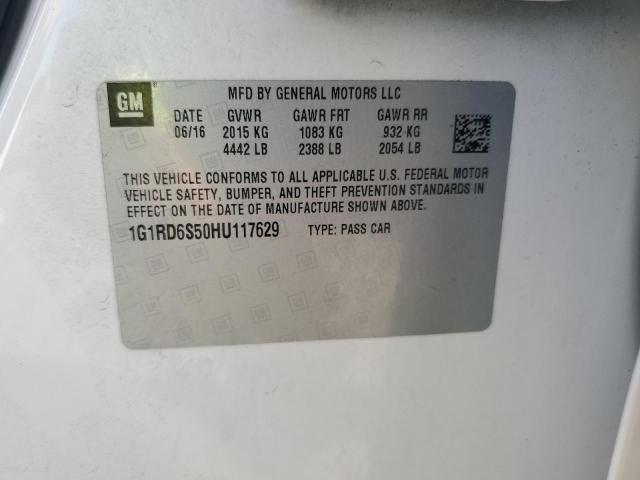 GM
MFD BY GENERAL MOTORS LLC
DATE GVWR GAWR FRT GAWR RR
06/16 2015 KG 1083 KG 932 KG
4442 LB 2388 LB 2054 LB
THIS VEHICLE CONFORMS TO ALL APPLICABLE U.S. FEDERAL MOTOR
VEHICLE SAFETY, BUMPER, AND THEFT PREVENTION STANDARDS IN
EFFECT ON THE DATE OF MANUFACTURE SHOWN ABOVE.
1G1RD6S50HU117629 TYPE: PASS CAR